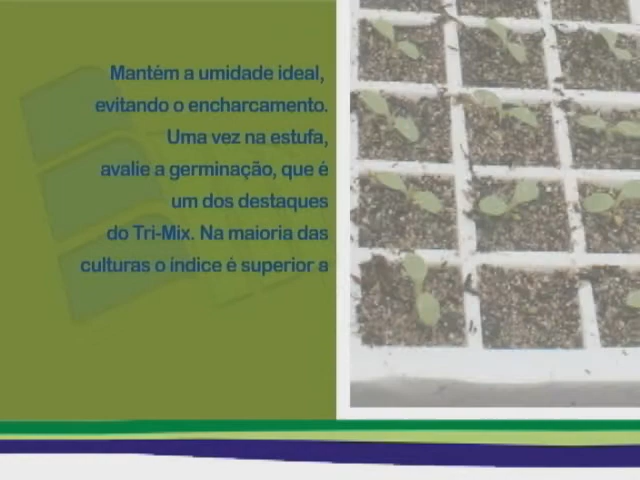 Mantém a umidade ideal,
evitando o encharcamento.
Uma vez na estufa,
avalie a germinação, que é
um dos destaques
do Tri-Mix. Na maioria das
culturas o índice é superior a